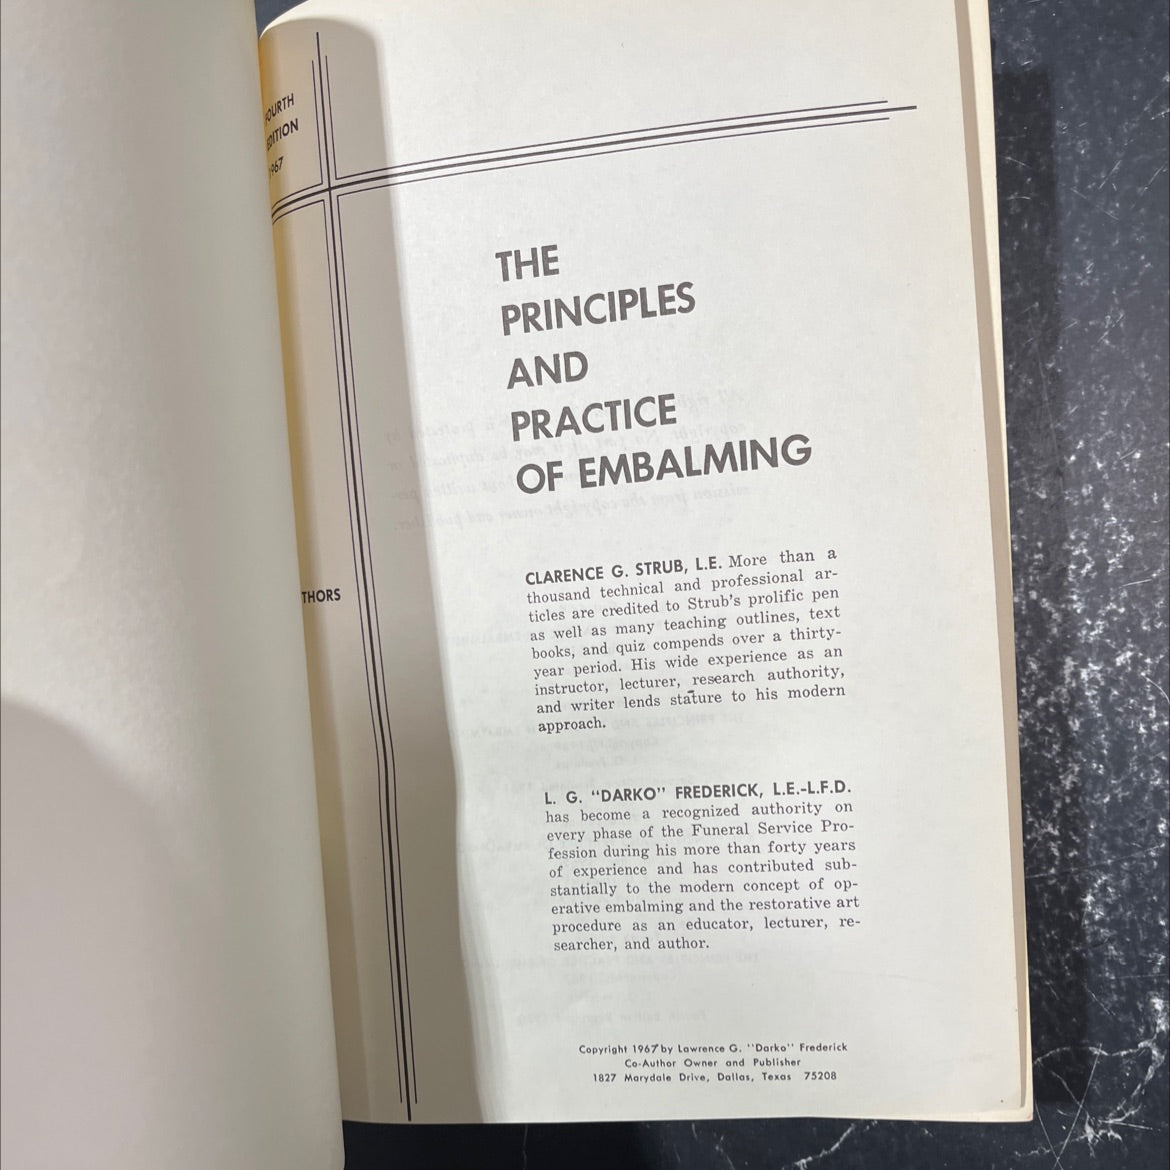 FOURTH
EDITION
1967
THE
PRINCIPLES
AND
PRACTICE
OF EMBALMING
THORS
CLARENCE G. STRUB, L.E. More than a
thousand technical and professional ar-
ticles are credited to Strub's prolific pen
as well as many teaching outlines, text
books, and quiz compends over a thirty-
year period. His wide experience as an
instructor, lecturer, research authority,
and writer lends stature to his modern
approach.
L. G. “DARKO” FREDERICK, L.E.-L.F.D.
has become a recognized authority on
every phase of the Funeral Service Pro-
fession during his more than forty years
of experience and has contributed sub-
stantially to the modern concept of op-
erative embalming and the restorative art
procedure as an educator, lecturer, re-
searcher, and author.
Copyright 1967 by Lawrence G. "Darko" Frederick
Co-Author Owner and Publisher
1827 Marydale Drive, Dallas, Texas 75208